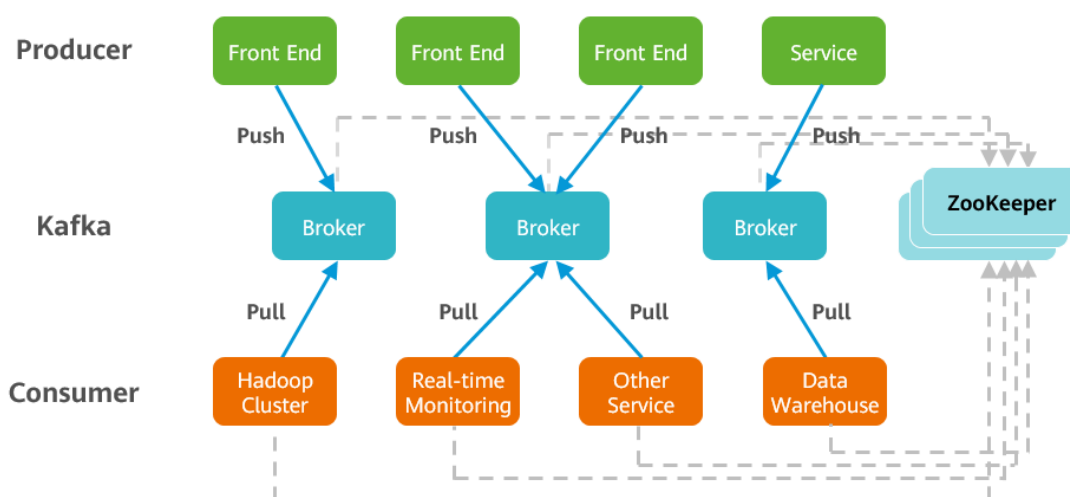 Producer
Front End
Front End
Front End
Service
Push
Push
Push
Push
Kafka
Broker
Broker
Broker
ZooKeeper
Pull
Pull
Pull
Pull
Consumer
Hadoop
Cluster
Real-time
Monitoring
Other
Service
Data
Warehouse